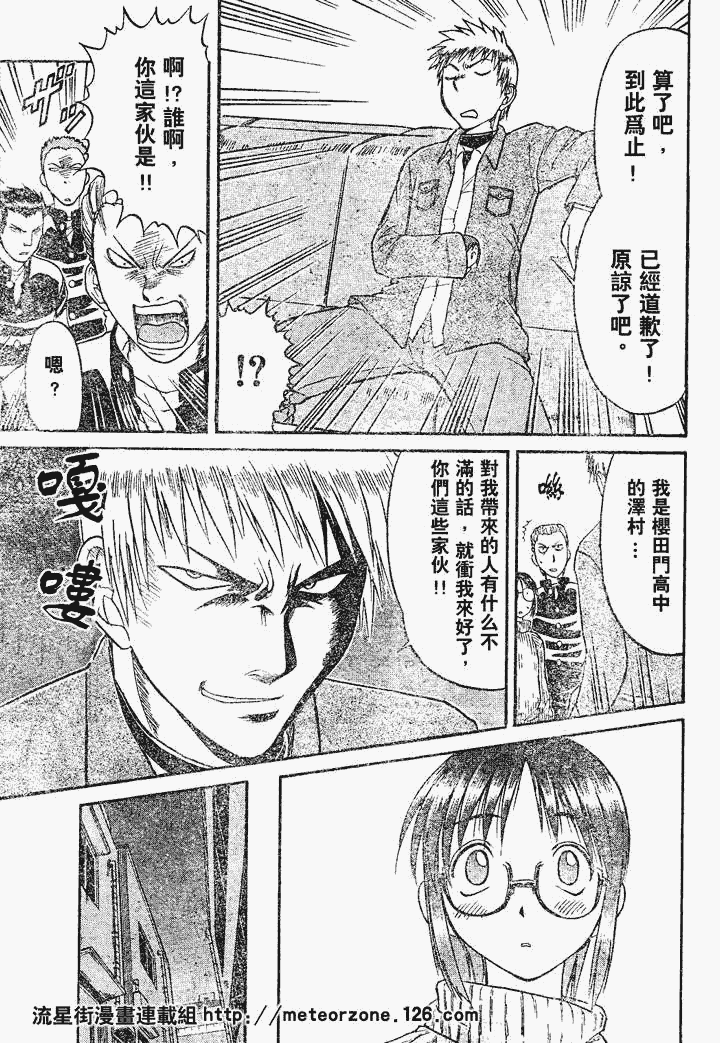 算了吧，
到此爲止！
已經道歉了！
原諒了吧。
啊!?誰啊，
你這家伙是!!
ザッ
嗯？
!?
我是櫻田門高中
的澤村…
對我帶來的人有什么不
滿的話，就衝我來好了，
你們這些家伙!!
嘎
嘍
流星街漫畫連載組 http://meteorzone.126.com